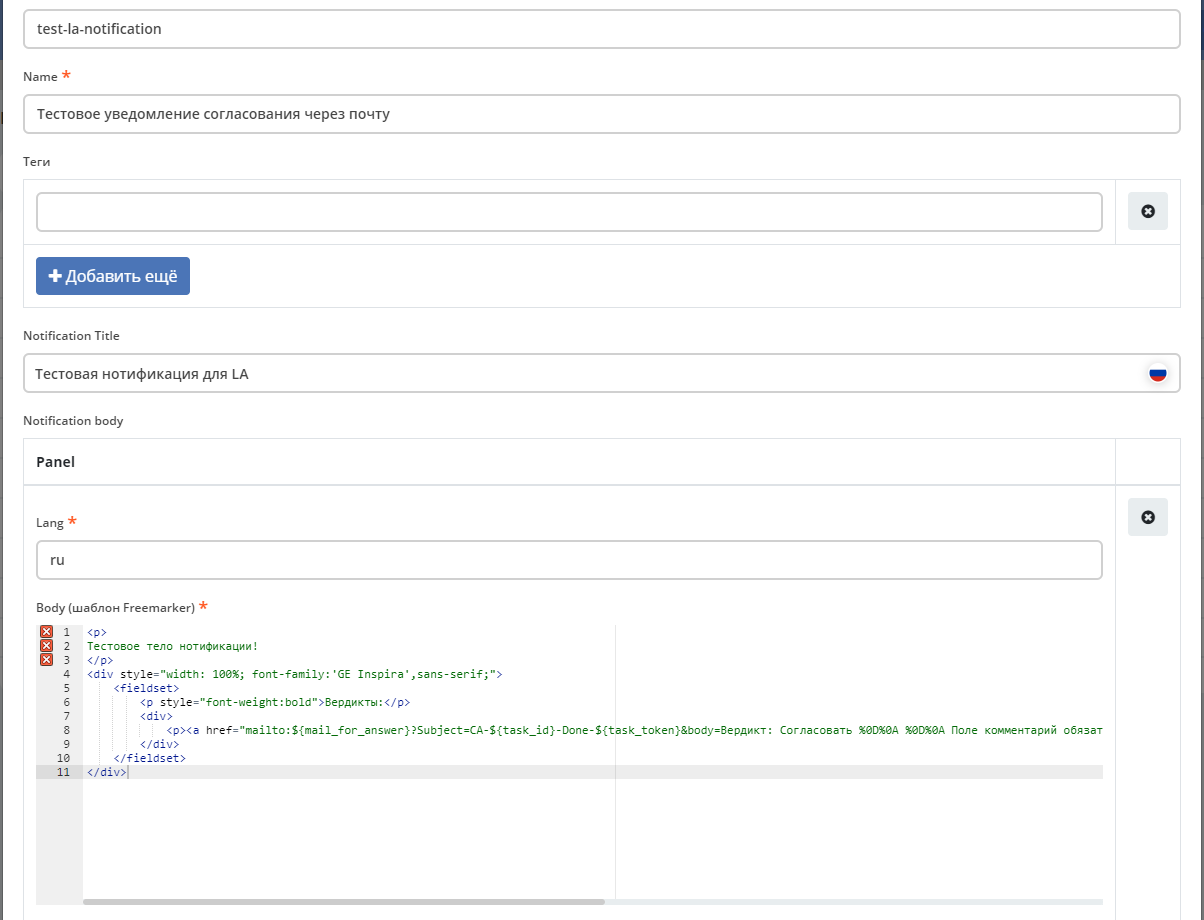 test-la-notification
Name *
Тестовое уведомление согласования через почту
Теги
Добавить ещё
Notification Title
Тестовая нотификация для LA
Notification body
Panel
Lang *
ru
Body (шаблон Freemarker) *
1 <p>
2 Тестовое тело нотификации!
3 </p>
4 <div style="width: 100%; font-family:'GE Inspira',sans-serif;">
5 <fieldset>
6 <p style="font-weight:bold">Вердикты:</p>
7 <div>
8 <p><a href="mailto:${mail_for_answer}?Subject=CA-${task_id}-Done-${task_token}&body=Вердикт: Согласовать %0D%0A %0D%0A Поле комментарий обязат
9 </div>
10 </fieldset>
11 </div>